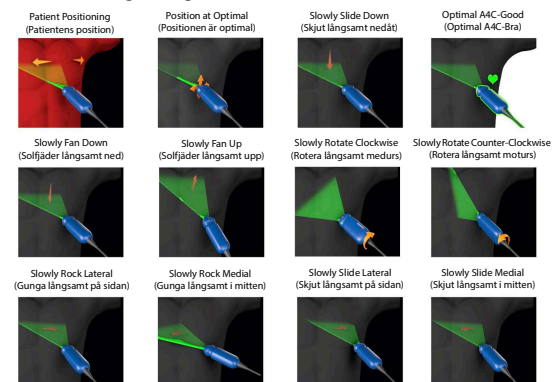 Patient Positioning
(Patientens position)
Position at Optimal
(Positionen är optimal)
Slowly Slide Down
(Skjut långsamt nedåt)
Optimal A4C-Good
(Optimal A4C-Bra)
Slowly Fan Down
(Solfjäder långsamt ned)
Slowly Fan Up
(Solfjäder långsamt upp)
Slowly Rotate Clockwise
(Rotera långsamt medurs)
Slowly Rotate Counter-Clockwise
(Rotera långsamt moturs)
Slowly Rock Lateral
(Gunga långsamt på sidan)
Slowly Rock Medial
(Gunga långsamt i mitten)
Slowly Slide Lateral
(Skjut långsamt på sidan)
Slowly Slide Medial
(Skjut långsamt i mitten)